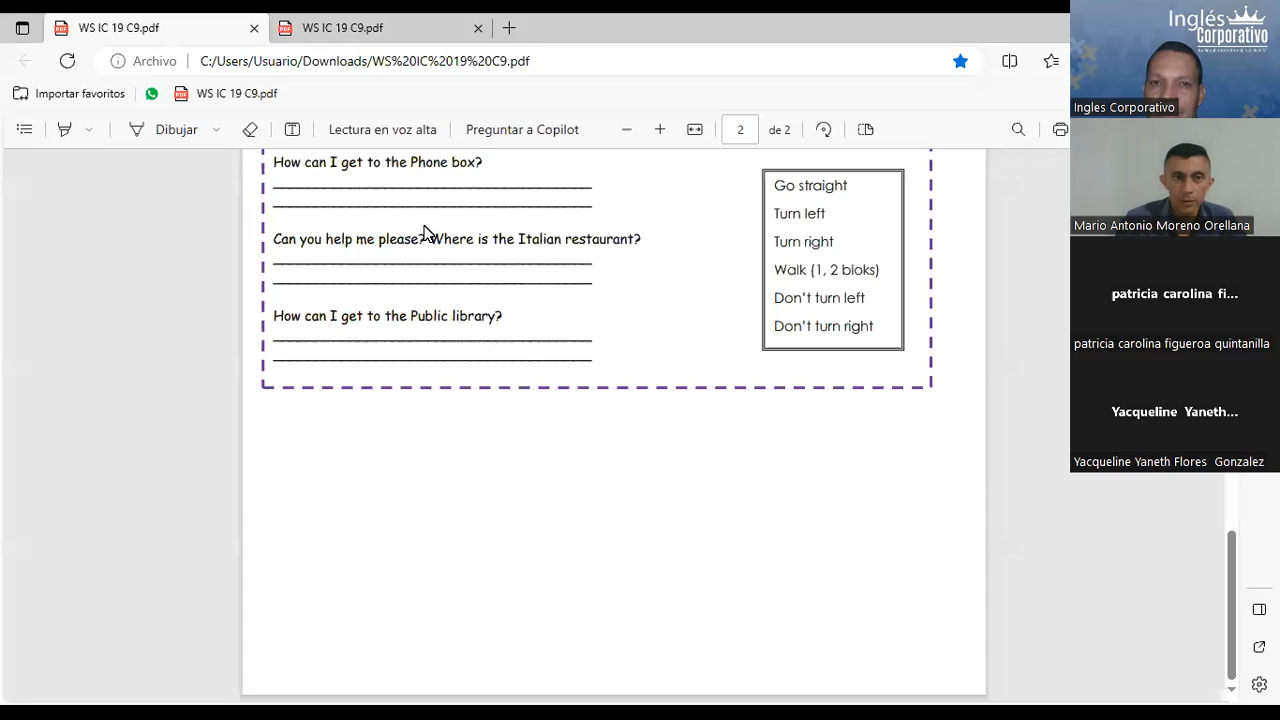 WS IC 19 C9.pdf
WS IC 19 C9.pdf
Archivo
C:/Users/Usuario/Downloads/WS%20IC%2019%20C9.pdf
Importar favoritos
WS IC 19 C9.pdf
Dibujar
Lectura en voz alta
Preguntar a Copilot
2
de 2
How can I get to the Phone box?
Can you help me please? Where is the Italian restaurant?
How can I get to the Public library?
Go straight
Turn left
Turn right
Walk (1, 2 bloks)
Don't turn left
Don't turn right
Inglés
Corporativo
Ingles Corporativo
Mario Antonio Moreno Orellana
patricia carolina fi...
patricia carolina figueroa quintanilla
Yacqueline Yaneth...
Yacqueline Yaneth Flores Gonzalez